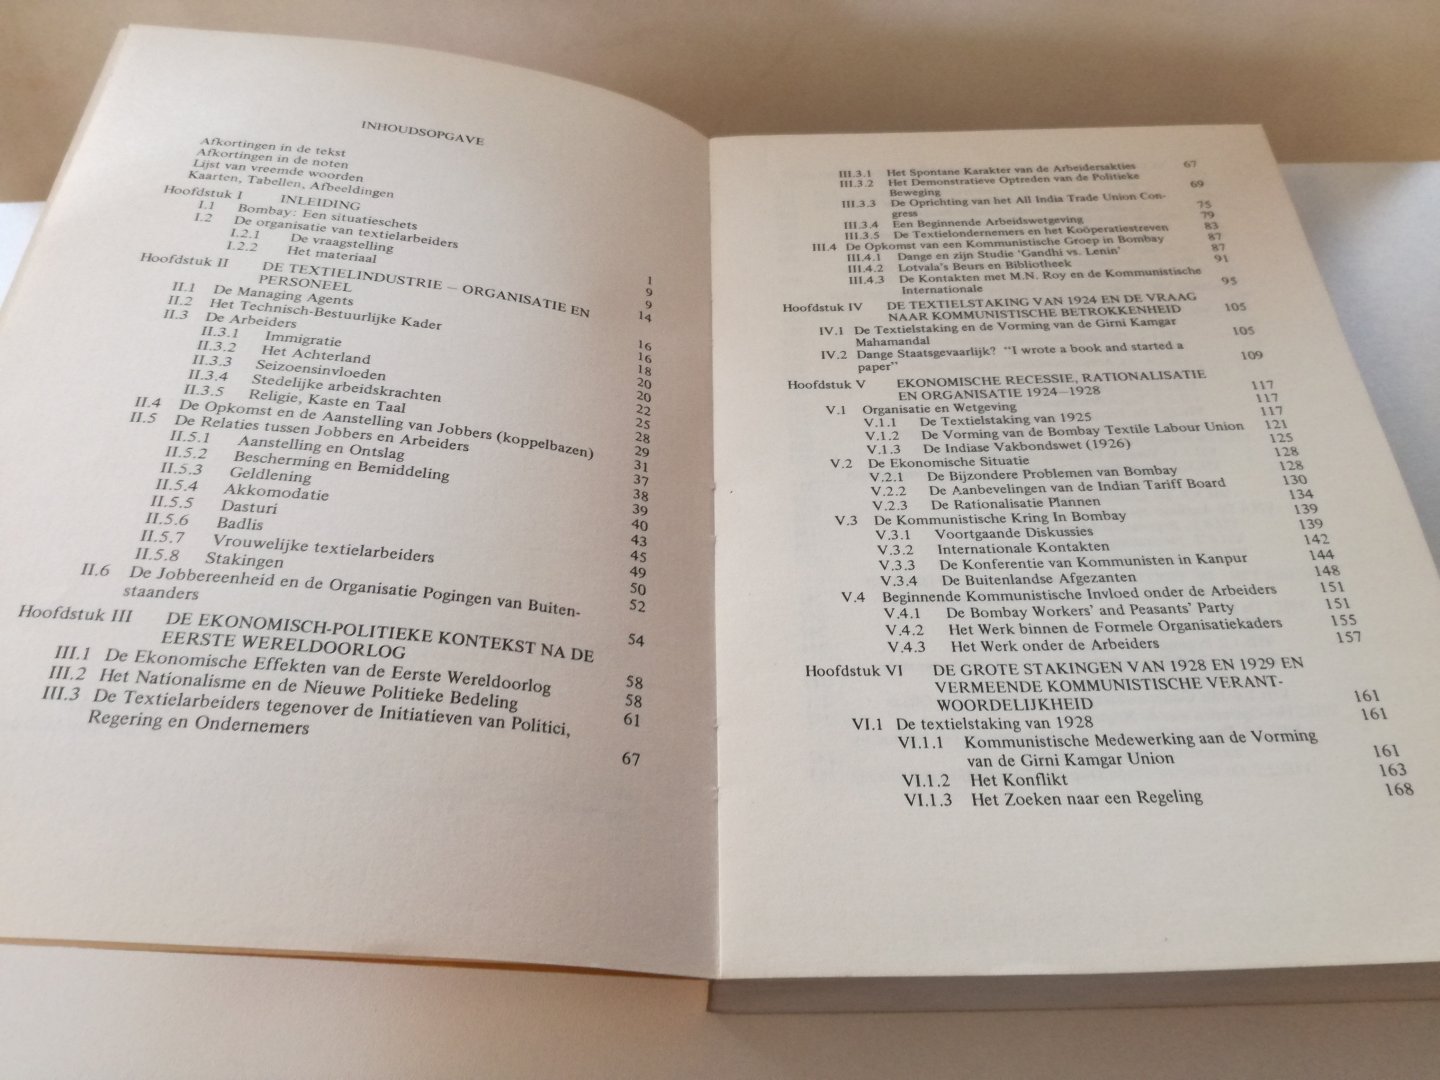 INHOUDSOPGAVE
Afkortingen in de tekst
Afkortingen in de noten
Lijst van vreemde woorden
Kaarten, Tabellen, Afbeeldingen
Hoofdstuk I INLEIDING 1
I.1 Bombay: Een situatieschets 9
I.2 De organisatie van textielarbeiders 9
I.2.1 De vraagstelling 9
I.2.2 Het materiaal 14
Hoofdstuk II DE TEXTIELINDUSTRIE – ORGANISATIE EN
PERSONEEL 16
II.1 De Managing Agents 16
II.2 Het Technisch-Bestuurlijke Kader 18
II.3 De Arbeiders 20
II.3.1 Immigratie 20
II.3.2 Het Achterland 22
II.3.3 Seizoensinvloeden 25
II.3.4 Stedelijke arbeidskrachten 28
II.3.5 Religie, Kaste en Taal 29
II.4 De Opkomst en de Aanstelling van Jobbers (koppelbazen) 31
II.5 De Relaties tussen Jobbers en Arbeiders 37
II.5.1 Aanstelling en Ontslag 38
II.5.2 Bescherming en Bemiddeling 39
II.5.3 Geldlening 40
II.5.4 Akkomodatie 43
II.5.5 Dasturi 45
II.5.6 Badlis 49
II.5.7 Vrouwelijke textielarbeiders 50
II.5.8 Stakingen 52
II.6 De Jobbereenheid en de Organisatie Pogingen van Buiten-
staanders 54
Hoofdstuk III DE EKONOMISCH-POLITIEKE KONTEKST NA DE
EERSTE WERELDOORLOG 58
III.1 De Ekonomische Effekten van de Eerste Wereldoorlog 58
III.2 Het Nationalisme en de Nieuwe Politieke Bedeling 61
III.3 De Textielarbeiders tegenover de Initiatieven van Politici,
Regering en Ondernemers 67
III.3.1 Het Spontane Karakter van de Arbeidersakties 67
III.3.2 Het Demonstratieve Optreden van de Politieke
Beweging 69
III.3.3 De Oprichting van het All India Trade Union Con-
gress 75
III.3.4 Een Beginnende Arbeidswetgeving 79
III.3.5 De Textielondernemers en het Koöperatiestreven 83
III.4 De Opkomst van een Kommunistische Groep in Bombay 87
III.4.1 Dange en zijn Studie ‘Gandhi vs. Lenin’ 87
III.4.2 Lotvala's Beurs en Bibliotheek 91
III.4.3 De Kontakten met M.N. Roy en de Kommunistische
Internationale 95
Hoofdstuk IV DE TEXTIELSTAKING VAN 1924 EN DE VRAAG
NAAR KOMMUNISTISCHE BETROKKENHEID 105
IV.1 De Textielstaking en de Vorming van de Girni Kamgar
Mahamandal 105
IV.2 Dange Staatsgevaarlijk? “I wrote a book and started a
paper” 109
Hoofdstuk V EKONOMISCHE RECESSIE, RATIONALISATIE
EN ORGANISATIE 1924–1928 117
V.1 Organisatie en Wetgeving 117
V.1.1 De Textielstaking van 1925 117
V.1.2 De Vorming van de Bombay Textile Labour Union 121
V.1.3 De Indiase Vakbondswet (1926) 125
V.2 De Ekonomische Situatie 128
V.2.1 De Bijzondere Problemen van Bombay 128
V.2.2 De Aanbevelingen van de Indian Tariff Board 130
V.2.3 De Rationalisatie Plannen 134
V.3 De Kommunistische Kring In Bombay 139
V.3.1 Voortgaande Diskussies 139
V.3.2 Internationale Kontakten 142
V.3.3 De Konferentie van Kommunisten in Kanpur 144
V.3.4 De Buitenlandse Afgezanten 148
V.4 Beginnende Kommunistische Invloed onder de Arbeiders 151
V.4.1 De Bombay Workers' and Peasants' Party 151
V.4.2 Het Werk binnen de Formele Organisatiekaders 155
V.4.3 Het Werk onder de Arbeiders 157
Hoofdstuk VI DE GROTE STAKINGEN VAN 1928 EN 1929 EN
VERMEENDE KOMMUNISTISCHE VERANT-
WOORDELIJKHEID 161
VI.1 De textielstaking van 1928 161
VI.1.1 Kommunistische Medewerking aan de Vorming
van de Girni Kamgar Union 161
VI.1.2 Het Konflikt 163
VI.1.3 Het Zoeken naar een Regeling 168